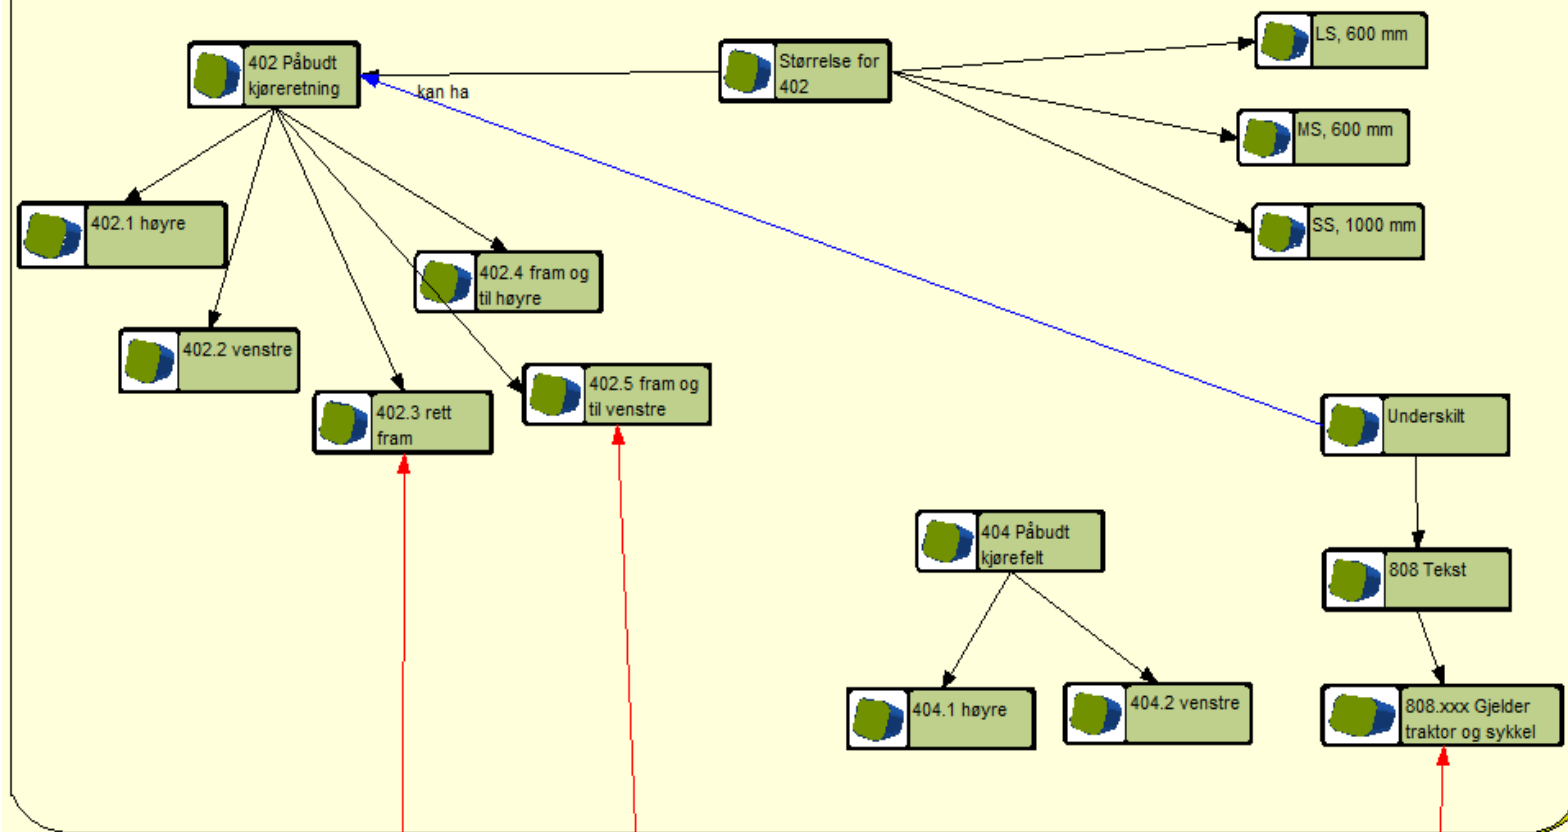 402 Påbudt
kjøreretning
kan ha
Størrelse for
402
LS, 600 mm
MS, 600 mm
SS, 1000 mm
402.1 høyre
402.4 fram og
til høyre
402.2 venstre
402.5 fram og
til venstre
402.3 rett
fram
Underskilt
404 Påbudt
kjørefelt
808 Tekst
404.1 høyre
404.2 venstre
808.xxx Gjelder
traktor og sykkel